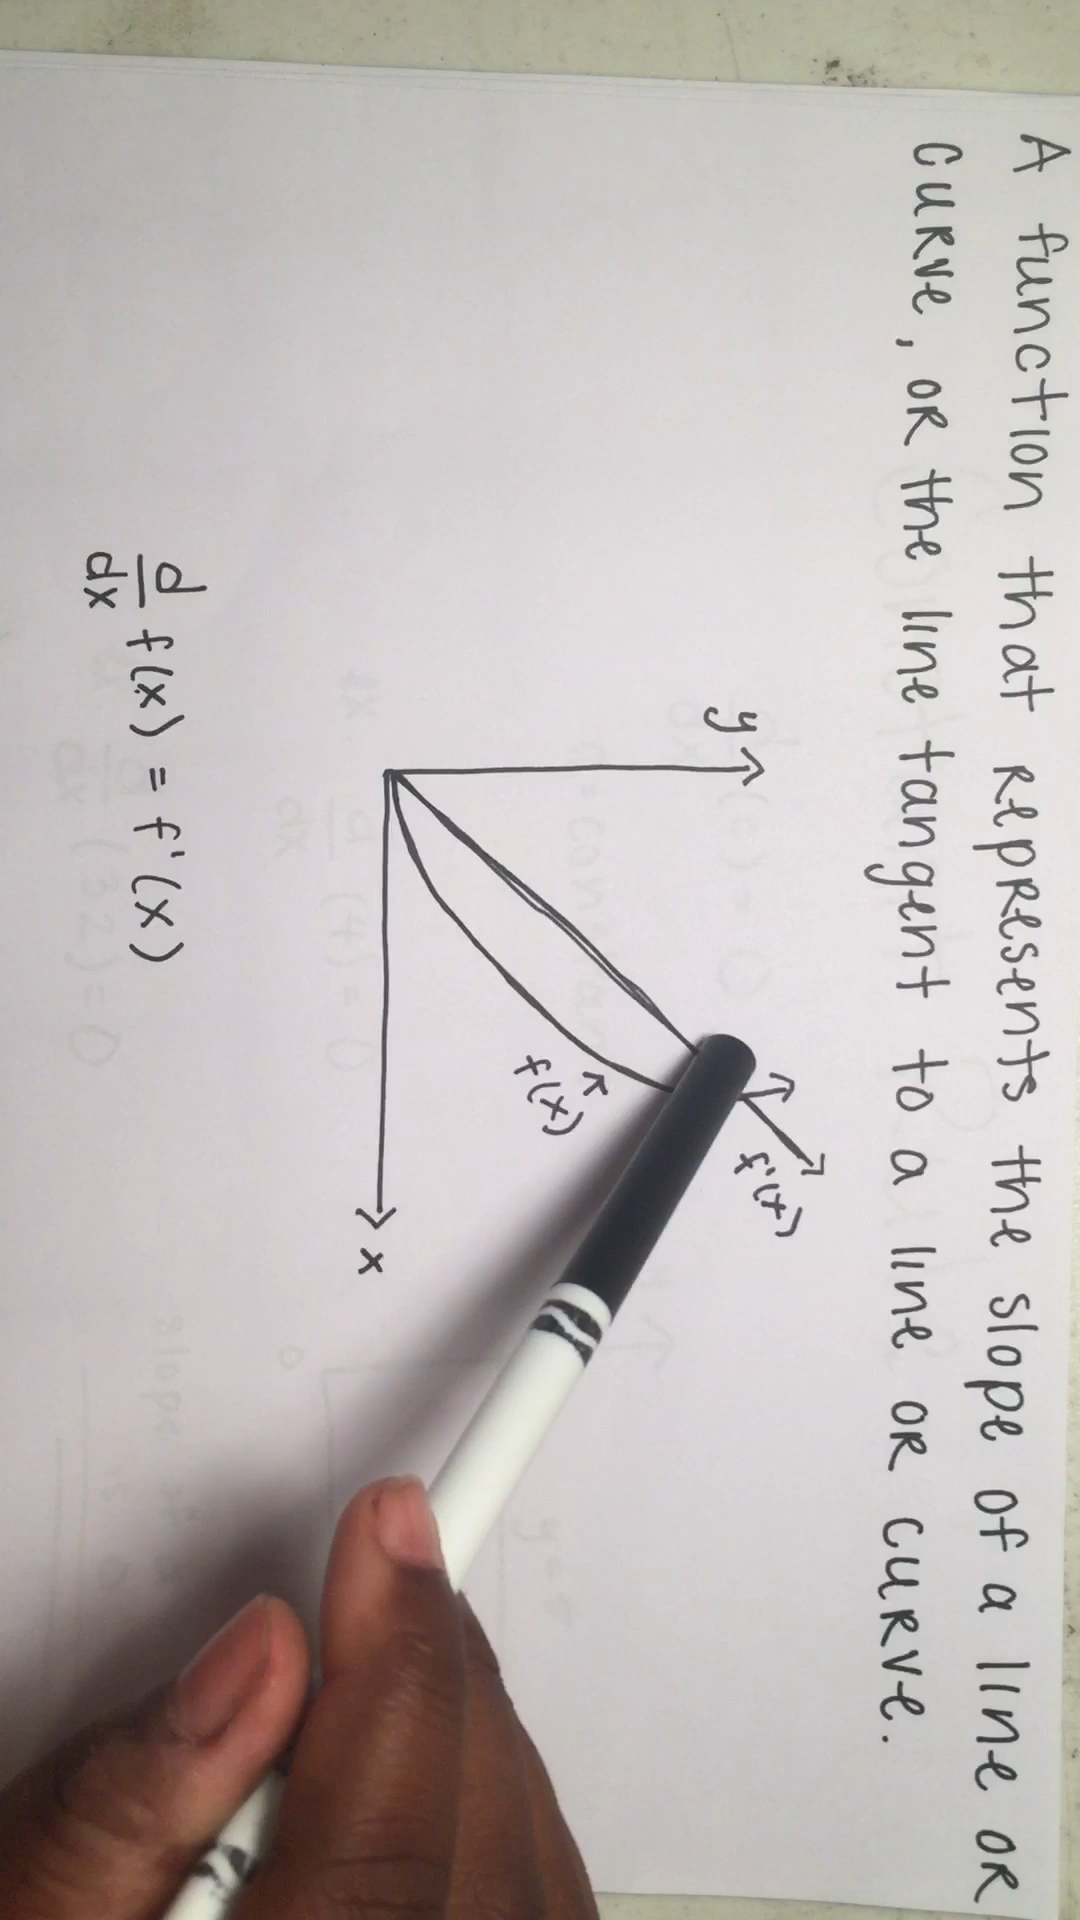 A function that represents the slope of a line or
curve, or the line tangent to a line or curve.
y
f'(x)
f(x)
x
d/dx f(x) = f'(x)